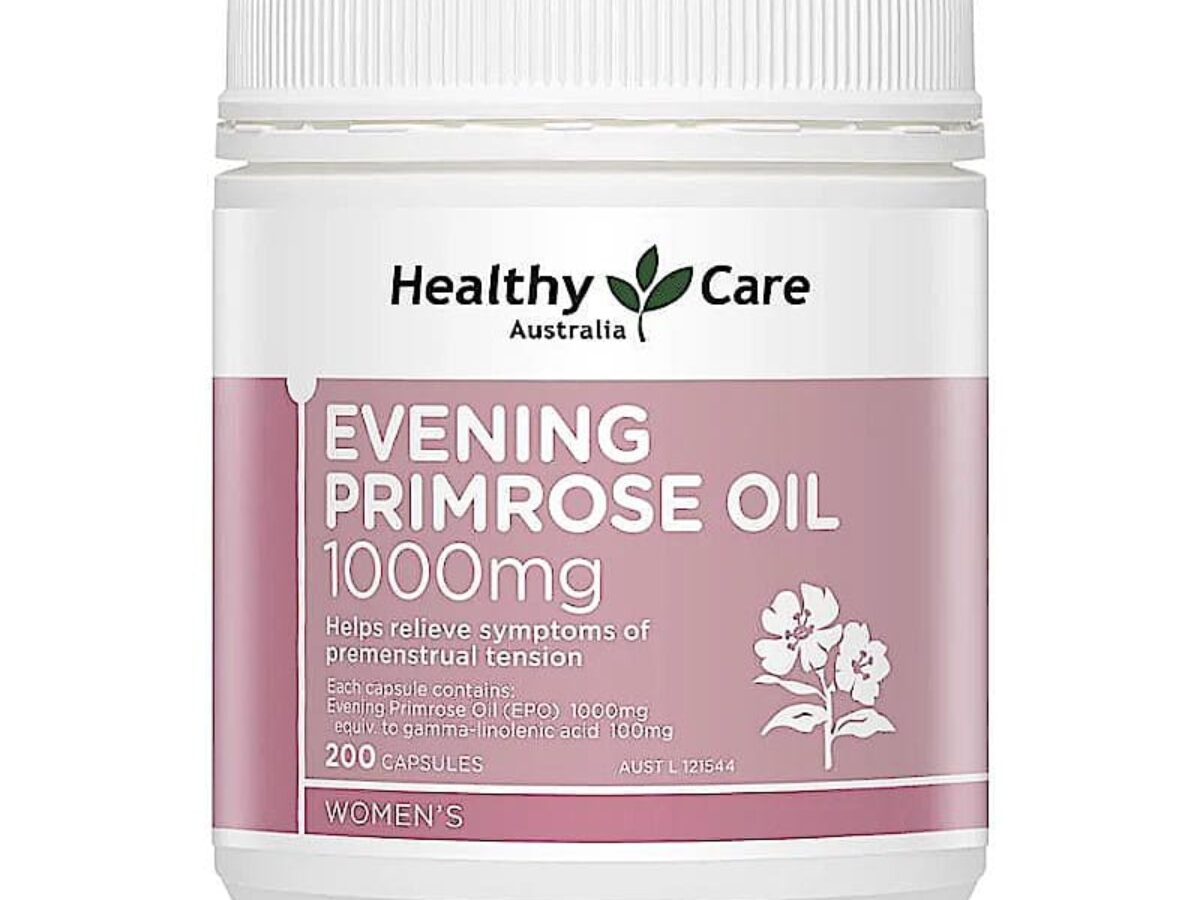 Healthy Care
Australia
EVENING
PRIMROSE OIL
1000mg
Helps relieve symptoms of
premenstrual tension
Each capsule contains:
Evening Primrose Oil (EPO) 1000mg
equiv. to gamma-linolenic acid 100mg
200 CAPSULES
AUST L 121544
WOMEN'S